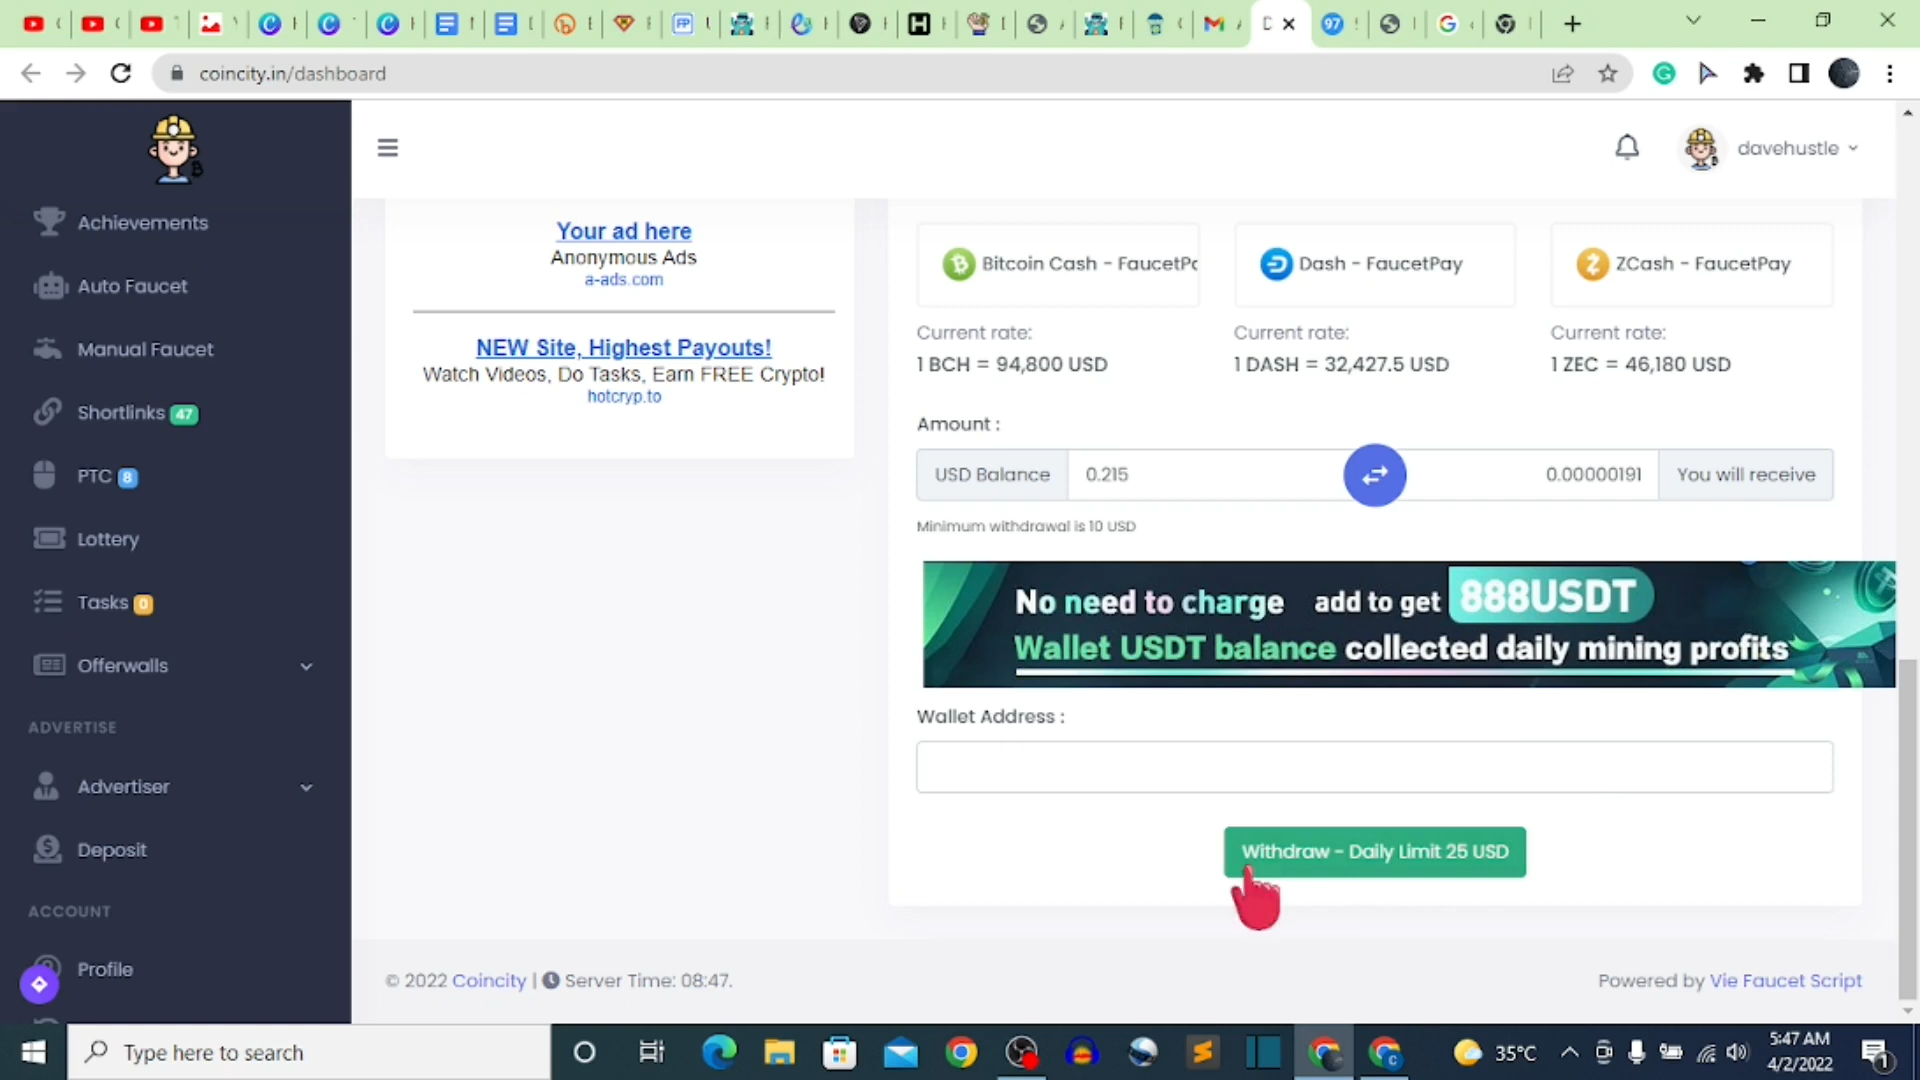 coincity.in/dashboard
davehustle
Achievements
Auto Faucet
Manual Faucet
Shortlinks 47
PTC 8
Lottery
Tasks 0
Offerwalls
ADVERTISE
Advertiser
Deposit
ACCOUNT
Profile
Your ad here
Anonymous Ads
a-ads.com
NEW Site, Highest Payouts!
Watch Videos, Do Tasks, Earn FREE Crypto!
hotcryp.to
Bitcoin Cash - FaucetPa
Dash - FaucetPay
ZCash - FaucetPay
Current rate:
1 BCH = 94,800 USD
Current rate:
1 DASH = 32,427.5 USD
Current rate:
1 ZEC = 46,180 USD
Amount :
USD Balance 0.215 0.00000191 You will receive
Minimum withdrawal is 10 USD
No need to charge add to get 888USDT
Wallet USDT balance collected daily mining profits
Wallet Address :
Withdraw - Daily Limit 25 USD
© 2022 Coincity | Server Time: 08:47.
Powered by Vie Faucet Script
Type here to search
35°C
5:47 AM
4/2/2022
1